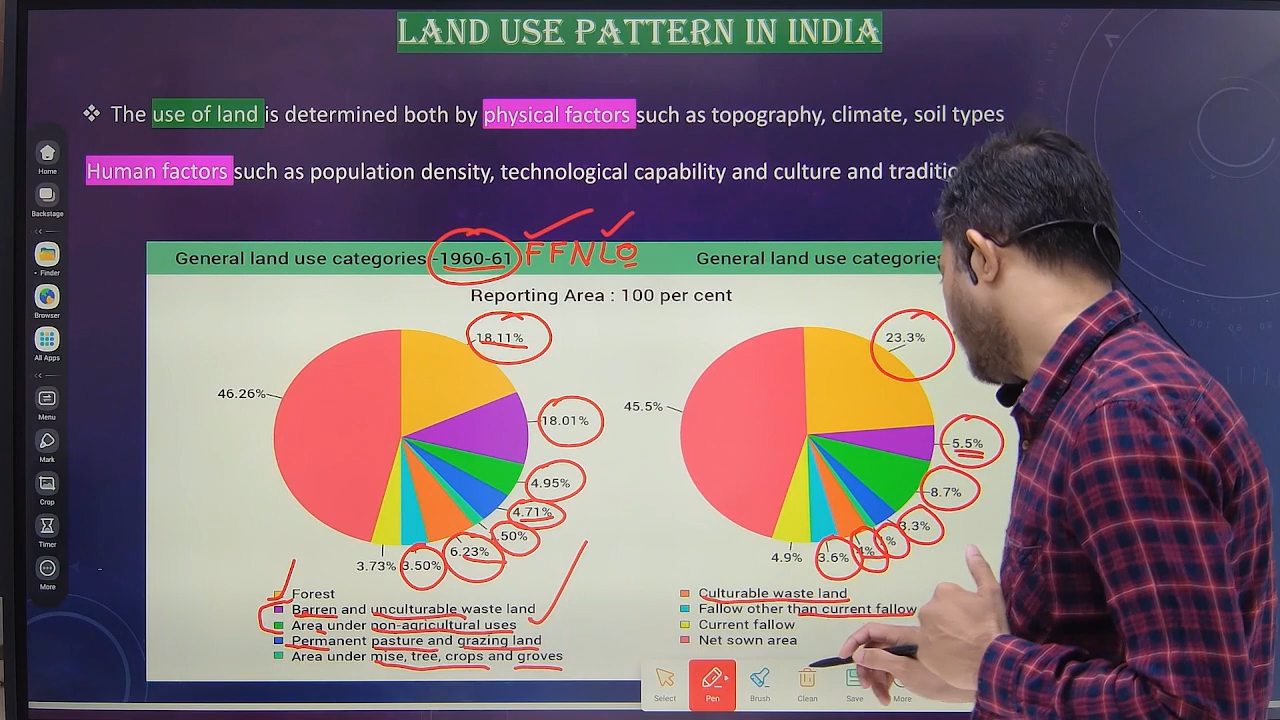 LAND USE PATTERN IN INDIA
❖ The use of land is determined both by physical factors such as topography, climate, soil types
Human factors such as population density, technological capability and culture and traditio
General land use categories -1960-61 FFNLO General land use categories
Reporting Area : 100 per cent
18.11%
18.01%
4.95%
4.71%
.50%
6.23%
3.50%
3.73%
46.26%
23.3%
5.5%
8.7%
3.3%
1%
4%
3.6%
4.9%
45.5%
Forest
Barren and unculturable waste land
Area under non-agricultural uses
Permanent pasture and grazing land
Area under mise, tree, crops and groves
Culturable waste land
Fallow other than current fallow
Current fallow
Net sown area
Home
Backstage
Finder
Browser
All Apps
Menu
Mark
Crop
Timer
More
Select
Pen
Brush
Clean
Save
More